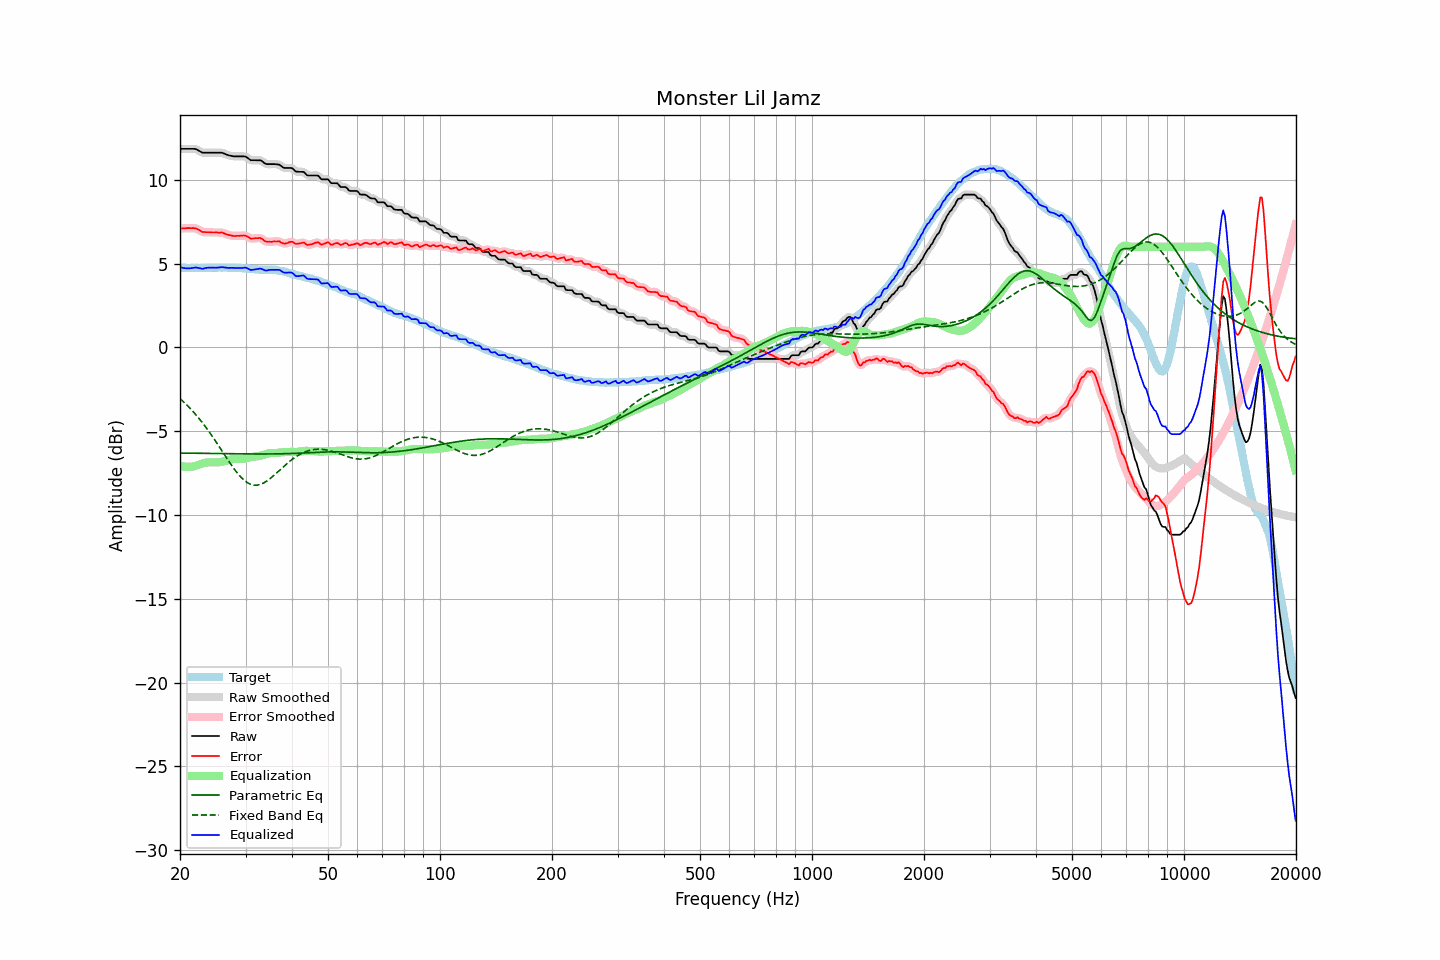 Monster Lil Jamz
10
5
0
−5
−10
−15
−20
−25
−30
Amplitude (dBr)
Target
Raw Smoothed
Error Smoothed
Raw
Error
Equalization
Parametric Eq
Fixed Band Eq
Equalized
20 50 100 200 500 1000 2000 5000 10000 20000
Frequency (Hz)